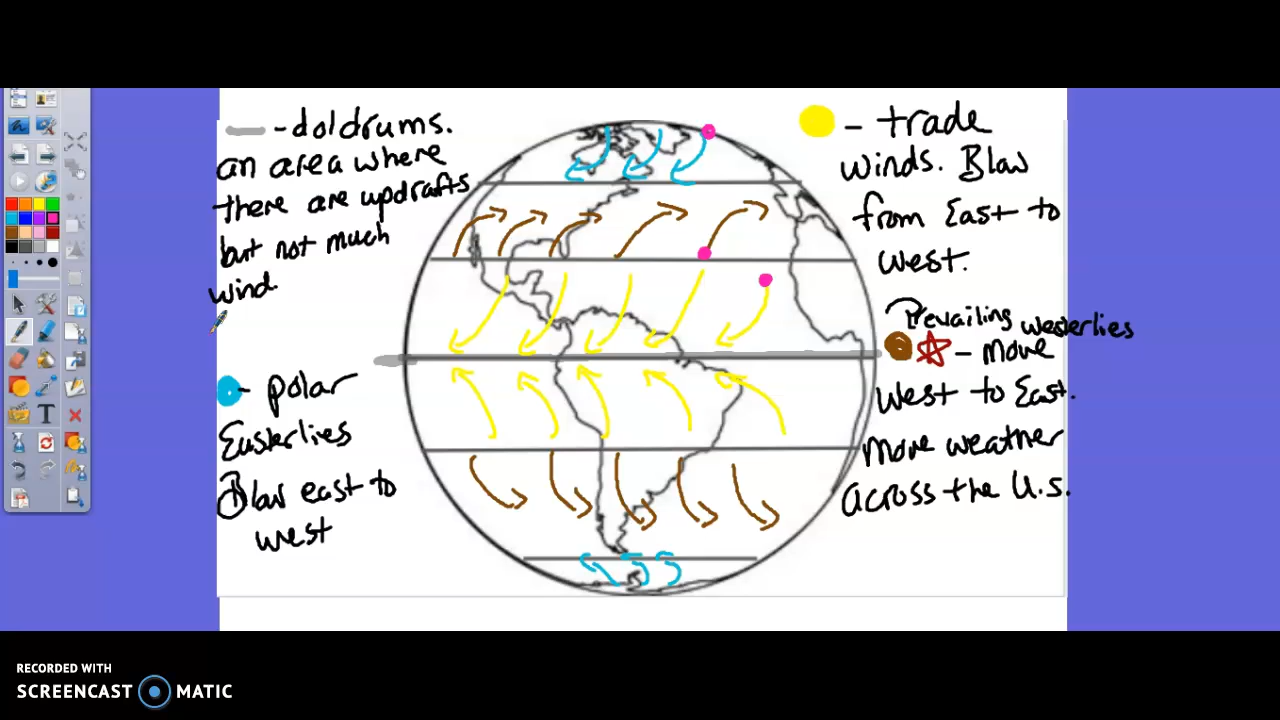 - doldrums.
an area where
there are updrafts
but not much
wind.
- polar
Easterlies
Blow east to
west
- trade
winds. Blow
from East to
west.
Prevailing westerlies
- move
West to East.
Move weather
across the U.S.
T
RECORDED WITH
SCREENCAST MATIC